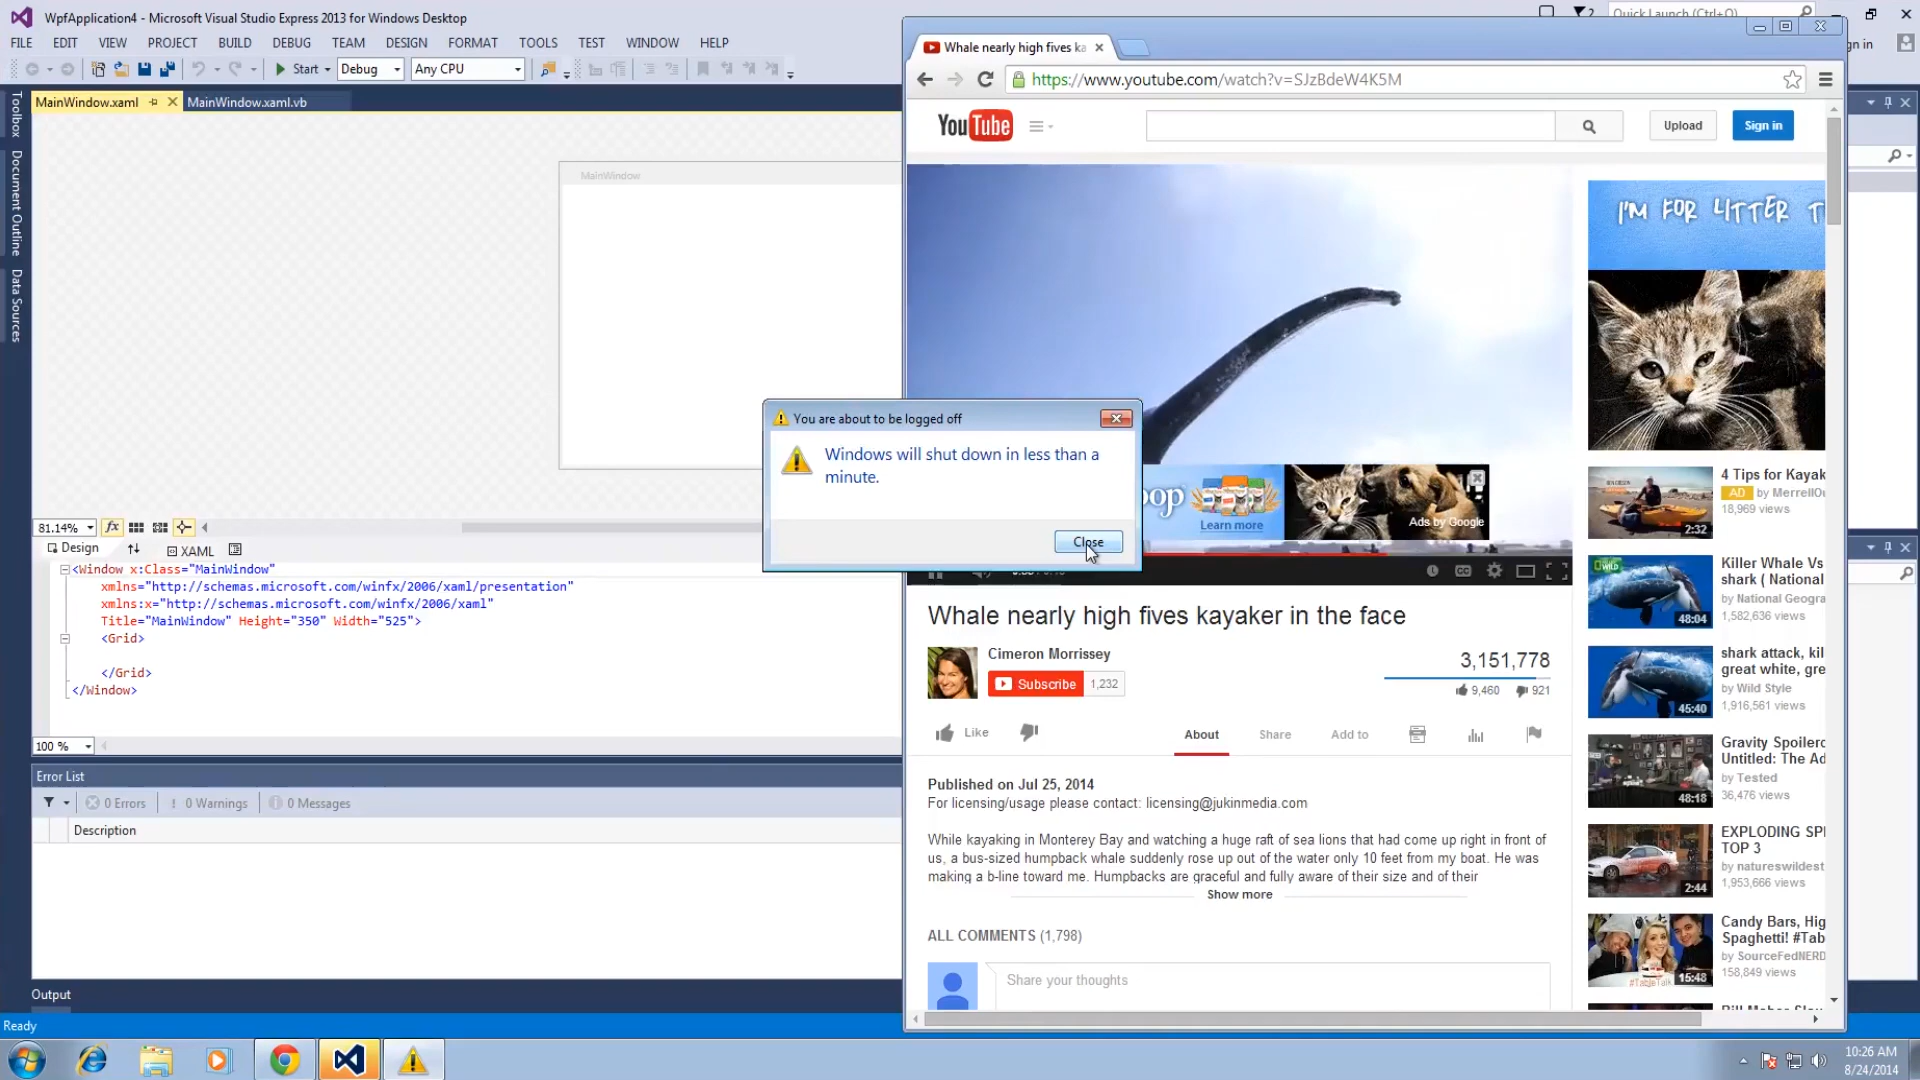 WpfApplication4 - Microsoft Visual Studio Express 2013 for Windows Desktop
2
Quick Launch (Ctrl+Q)
FILE EDIT VIEW PROJECT BUILD DEBUG TEAM DESIGN FORMAT TOOLS TEST WINDOW HELP
gn in
Start Debug Any CPU
MainWindow.xaml MainWindow.xaml.vb
Toolbox
Document Outline
Data Sources
MainWindow
81.14%
Design XAML
<Window x:Class="MainWindow"
xmlns="http://schemas.microsoft.com/winfx/2006/xaml/presentation"
xmlns:x="http://schemas.microsoft.com/winfx/2006/xaml"
Title="MainWindow" Height="350" Width="525">
<Grid>
</Grid>
</Window>
100 %
Error List
0 Errors 0 Warnings 0 Messages
Description
Output
Ready
Whale nearly high fives ka
https://www.youtube.com/watch?v=SJzBdeW4K5M
YouTube
Upload Sign in
I'M FOR LITTER T
You are about to be logged off
Windows will shut down in less than a
minute.
Close
oop
Learn more
Ads by Google
Whale nearly high fives kayaker in the face
Cimeron Morrissey
Subscribe 1,232
3,151,778
9,460 921
Like
About Share Add to
Published on Jul 25, 2014
For licensing/usage please contact: licensing@jukinmedia.com
While kayaking in Monterey Bay and watching a huge raft of sea lions that had come up right in front of
us, a bus-sized humpback whale suddenly rose up out of the water only 10 feet from my boat. He was
making a b-line toward me. Humpbacks are graceful and fully aware of their size and of their
Show more
ALL COMMENTS (1,798)
Share your thoughts
4 Tips for Kayak
AD by MerrellOu
18,969 views
2:32
Killer Whale Vs
shark ( National
by National Geogra
1,582,636 views
WILD
48:04
shark attack, kil
great white, gre
by Wild Style
1,916,561 views
45:40
Gravity Spoilero
Untitled: The Ad
by Tested
36,476 views
48:18
EXPLODING SPI
TOP 3
by natureswildest
1,953,666 views
2:44
Candy Bars, Hig
Spaghetti! #Tab
by SourceFedNERD
158,849 views
#TableTalk
15:48
10:26 AM
8/24/2014